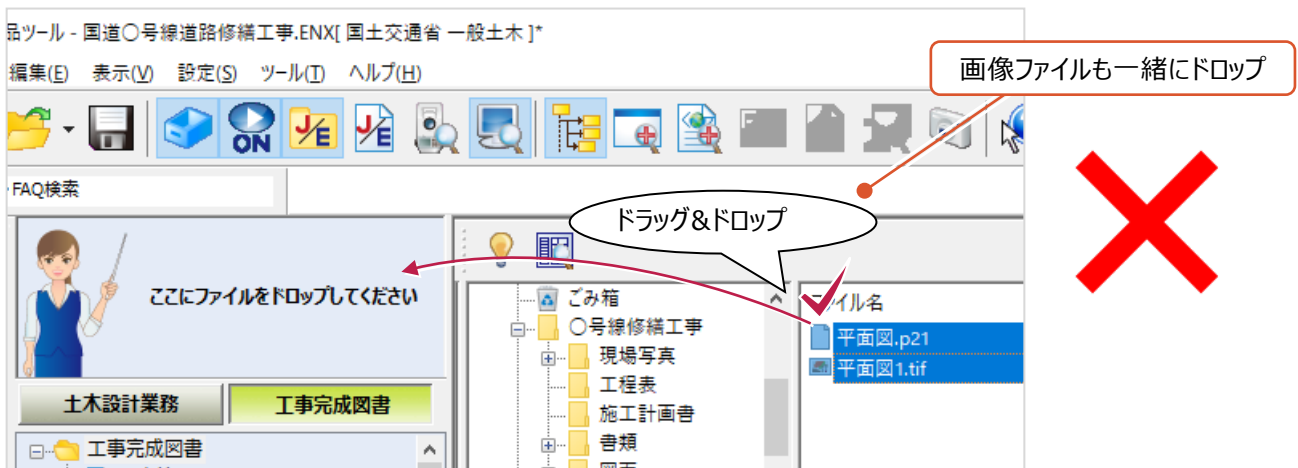 品ツール - 国道〇号線道路修繕工事.ENX[ 国土交通省 一般土木 ]*
編集(E) 表示(V) 設定(S) ツール(T) ヘルプ(H)
画像ファイルも一緒にドロップ
ON J/E J/E
FAQ検索
ドラッグ&ドロップ
ここにファイルをドロップしてください
土木設計業務 工事完成図書
工事完成図書
ごみ箱
〇号線修繕工事
現場写真
工程表
施工計画書
書類
図面
ファイル名
平面図.p21
平面図1.tif